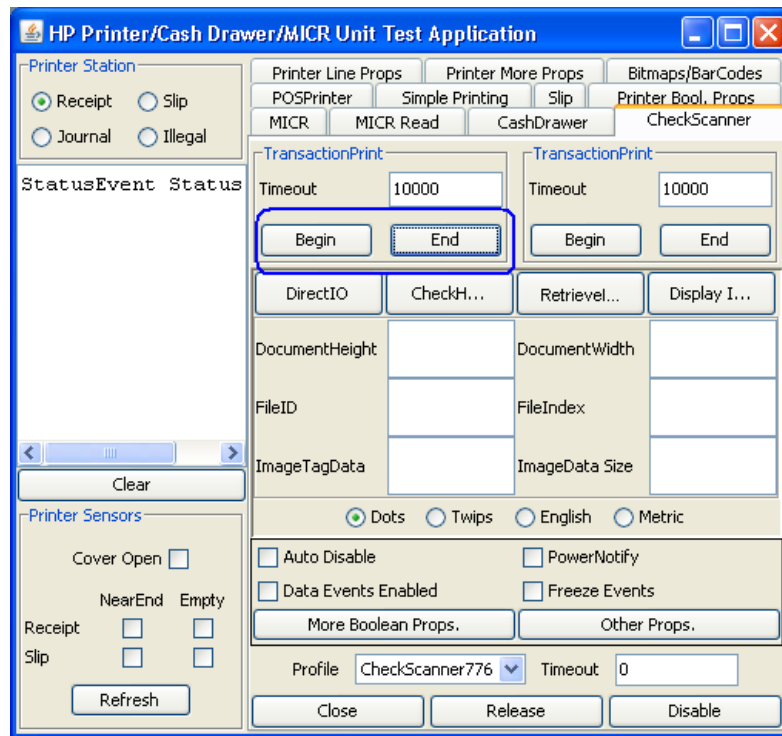 HP Printer/Cash Drawer/MICR Unit Test Application
Printer Station
Receipt Slip
Journal Illegal
StatusEvent Status
Clear
Printer Sensors
Cover Open
NearEnd Empty
Receipt
Slip
Refresh
Printer Line Props Printer More Props Bitmaps/BarCodes
POSPrinter Simple Printing Slip Printer Bool. Props
MICR MICR Read CashDrawer CheckScanner
TransactionPrint TransactionPrint
Timeout 10000 Timeout 10000
Begin End Begin End
DirectIO CheckH... Retrievel... Display I...
DocumentHeight DocumentWidth
FileID FileIndex
ImageTagData ImageData Size
Dots Twips English Metric
Auto Disable PowerNotify
Data Events Enabled Freeze Events
More Boolean Props. Other Props.
Profile CheckScanner776 Timeout 0
Close Release Disable